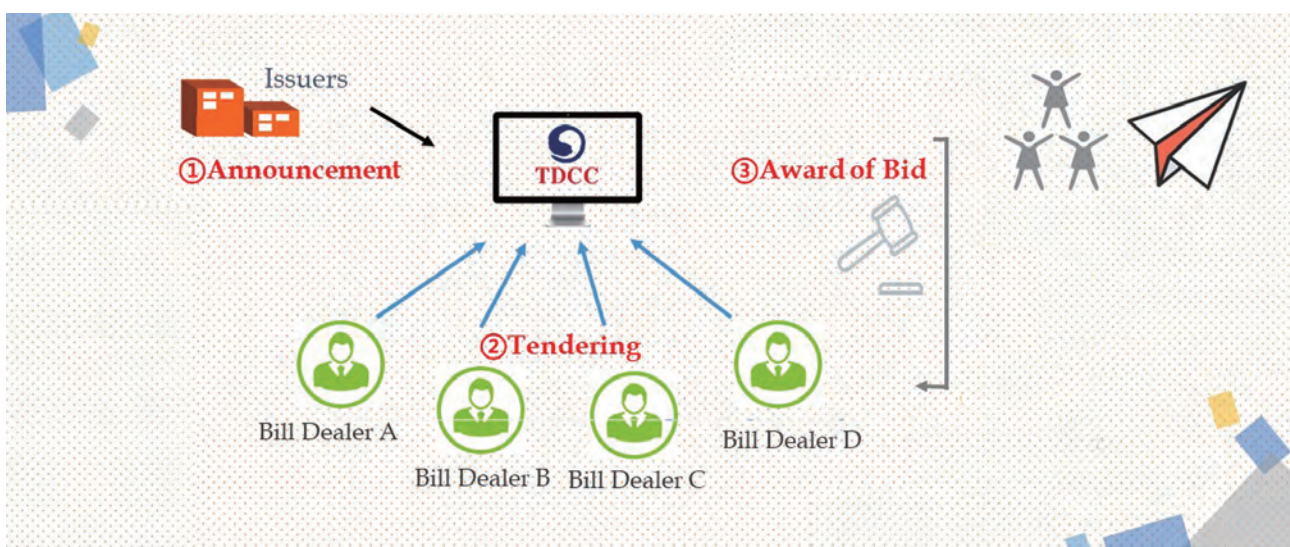 Issuers
①Announcement
TDCC
③Award of Bid
②Tendering
Bill Dealer A
Bill Dealer B
Bill Dealer C
Bill Dealer D